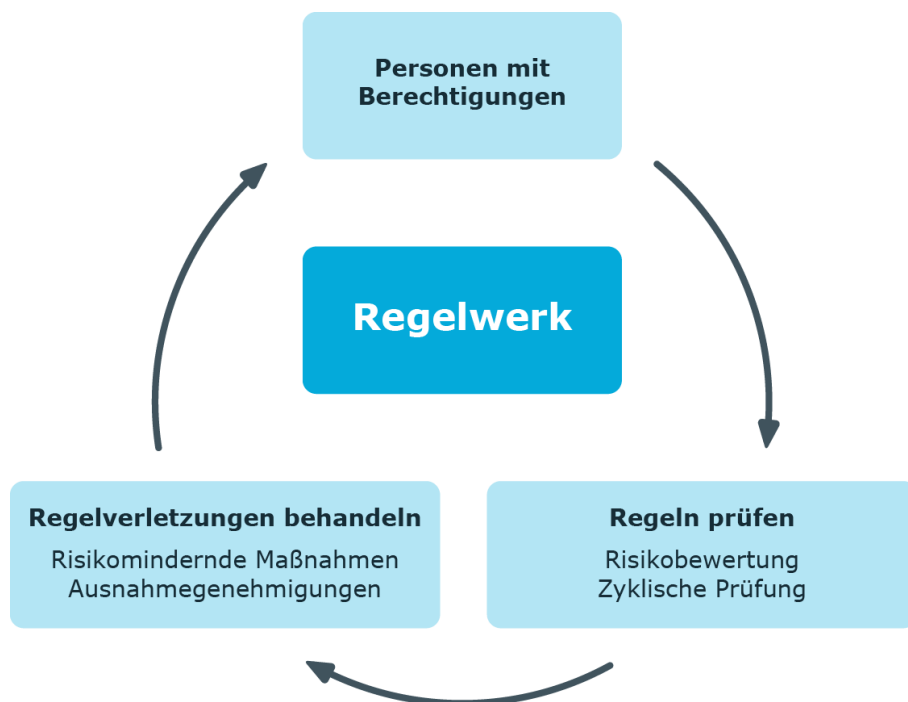 Personen mit
Berechtigungen
Regelwerk
Regelverletzungen behandeln
Risikomindernde Maßnahmen
Ausnahmegenehmigungen
Regeln prüfen
Risikobewertung
Zyklische Prüfung